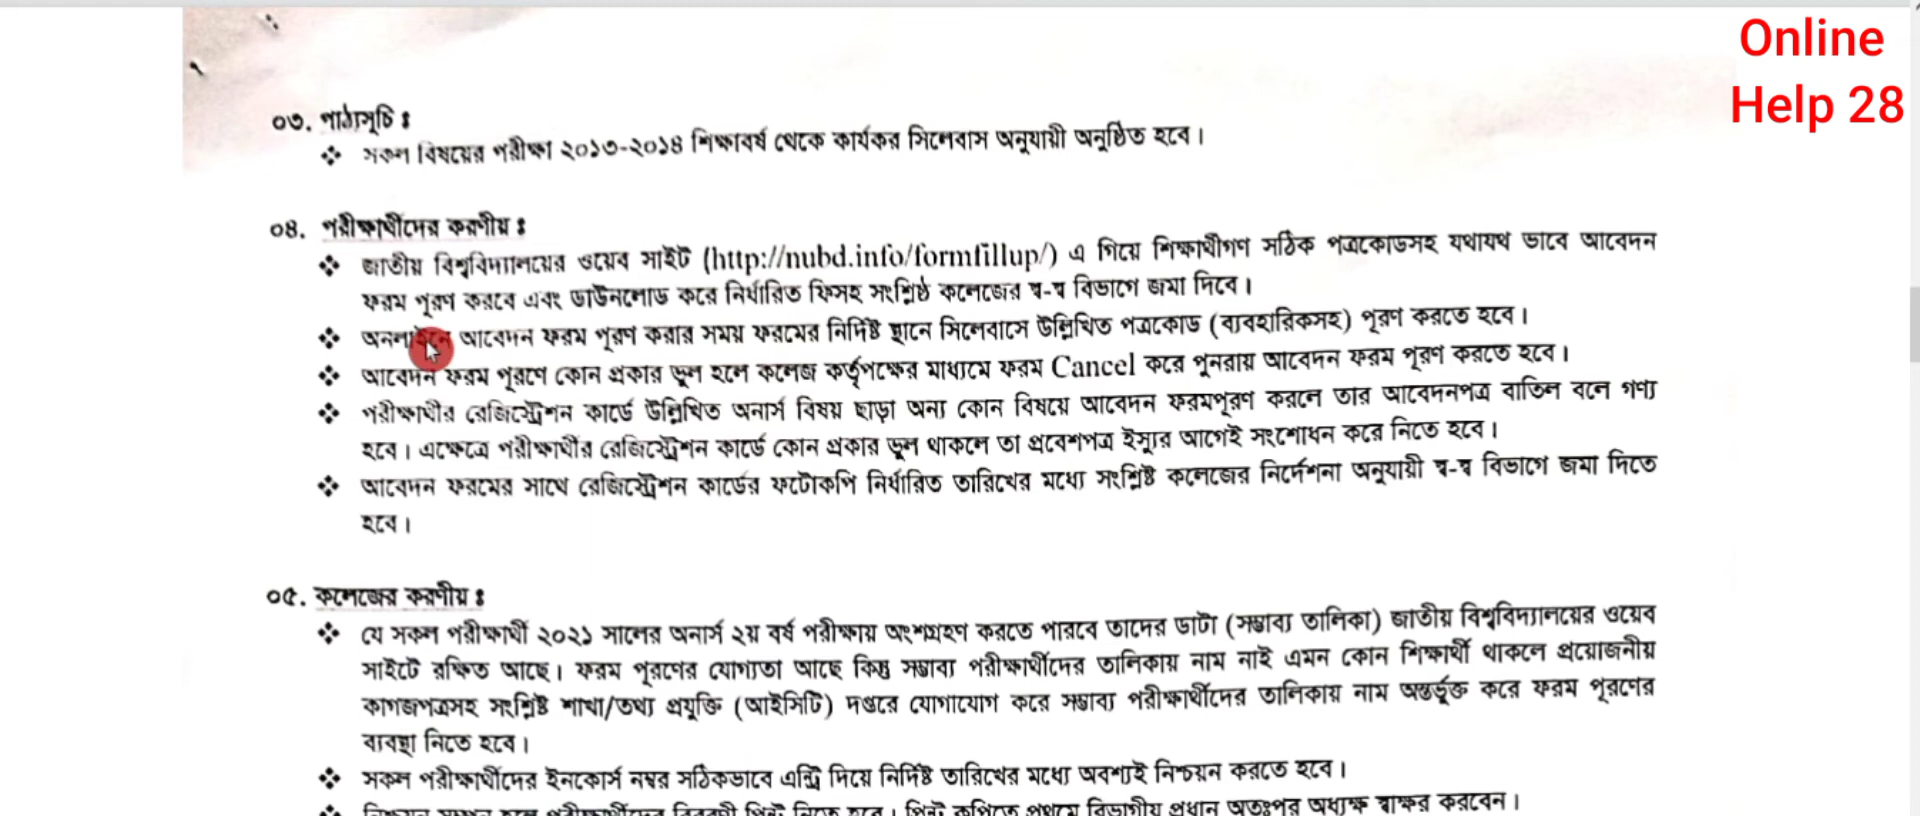 Online
Help 28
০৩. পাঠ্যসূচি ঃ
❖ সকল বিষয়ের পরীক্ষা ২০১৩-২০১৪ শিক্ষাবর্ষ থেকে কার্যকর সিলেবাস অনুযায়ী অনুষ্ঠিত হবে।
০৪. পরীক্ষার্থীদের করণীয় ঃ
❖ জাতীয় বিশ্ববিদ্যালয়ের ওয়েব সাইট (http://nubd.info/formfillup/) এ গিয়ে শিক্ষার্থীগণ সঠিক পত্রকোডসহ যথাযথ ভাবে আবেদন
ফরম পূরণ করবে এবং ডাউনলোড করে নির্ধারিত ফিসহ সংশ্লিষ্ঠ কলেজের স্ব-স্ব বিভাগে জমা দিবে।
❖ অনলাইনে আবেদন ফরম পূরণ করার সময় ফরমের নির্দিষ্ট স্থানে সিলেবাসে উল্লিখিত পত্রকোড (ব্যবহারিকসহ) পূরণ করতে হবে।
❖ আবেদন ফরম পূরণে কোন প্রকার ভুল হলে কলেজ কর্তৃপক্ষের মাধ্যমে ফরম Cancel করে পুনরায় আবেদন ফরম পূরণ করতে হবে।
❖ পরীক্ষার্থীর রেজিস্ট্রেশন কার্ডে উল্লিখিত অনার্স বিষয় ছাড়া অন্য কোন বিষয়ে আবেদন ফরমপূরণ করলে তার আবেদনপত্র বাতিল বলে গণ্য
হবে। এক্ষেত্রে পরীক্ষার্থীর রেজিস্ট্রেশন কার্ডে কোন প্রকার ভুল থাকলে তা প্রবেশপত্র ইস্যুর আগেই সংশোধন করে নিতে হবে।
❖ আবেদন ফরমের সাথে রেজিস্ট্রেশন কার্ডের ফটোকপি নির্ধারিত তারিখের মধ্যে সংশ্লিষ্ট কলেজের নির্দেশনা অনুযায়ী স্ব-স্ব বিভাগে জমা দিতে
হবে।
০৫. কলেজের করণীয় ঃ
❖ যে সকল পরীক্ষার্থী ২০২১ সালের অনার্স ২য় বর্ষ পরীক্ষায় অংশগ্রহণ করতে পারবে তাদের ডাটা (সম্ভাব্য তালিকা) জাতীয় বিশ্ববিদ্যালয়ের ওয়েব
সাইটে রক্ষিত আছে। ফরম পূরণের যোগ্যতা আছে কিন্তু সম্ভাব্য পরীক্ষার্থীদের তালিকায় নাম নাই এমন কোন শিক্ষার্থী থাকলে প্রয়োজনীয়
কাগজপত্রসহ সংশ্লিষ্ট শাখা/তথ্য প্রযুক্তি (আইসিটি) দপ্তরে যোগাযোগ করে সম্ভাব্য পরীক্ষার্থীদের তালিকায় নাম অন্তর্ভুক্ত করে ফরম পূরণের
ব্যবস্থা নিতে হবে।
❖ সকল পরীক্ষার্থীদের ইনকোর্স নম্বর সঠিকভাবে এন্ট্রি দিয়ে নির্দিষ্ট তারিখের মধ্যে অবশ্যই নিশ্চয়ন করতে হবে।
❖ নিশ্চয়ন সম্পন্ন হলে পরীক্ষার্থীদের বিবরণী প্রিন্ট নিতে হবে। প্রিন্ট কপিতে প্রথমে বিভাগীয় প্রধান অতঃপর অধ্যক্ষ স্বাক্ষর করবেন।